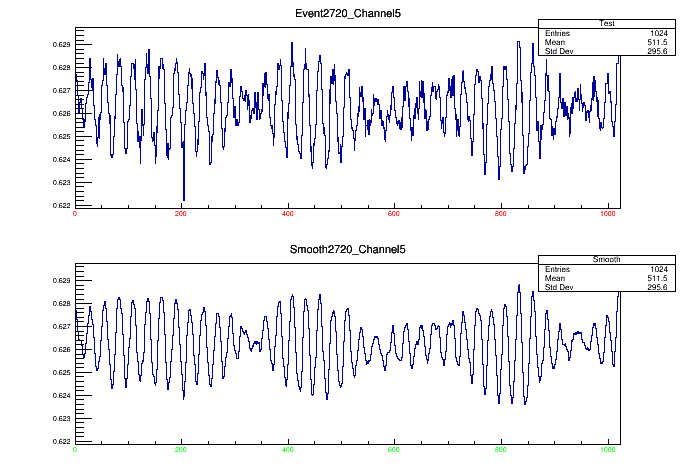 Event2720_Channel5
Test
Entries 1024
Mean 511.5
Std Dev 295.6
0.629
0.628
0.627
0.626
0.625
0.624
0.623
0.622
0 200 400 600 800 1000
Smooth2720_Channel5
Smooth
Entries 1024
Mean 511.5
Std Dev 295.6
0.629
0.628
0.627
0.626
0.625
0.624
0.623
0.622
0 200 400 600 800 1000